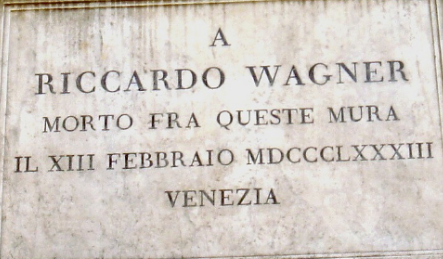 A
RICCARDO WAGNER
MORTO FRA QUESTE MURA
IL XIII FEBBRAIO MDCCCLXXXIII
VENEZIA